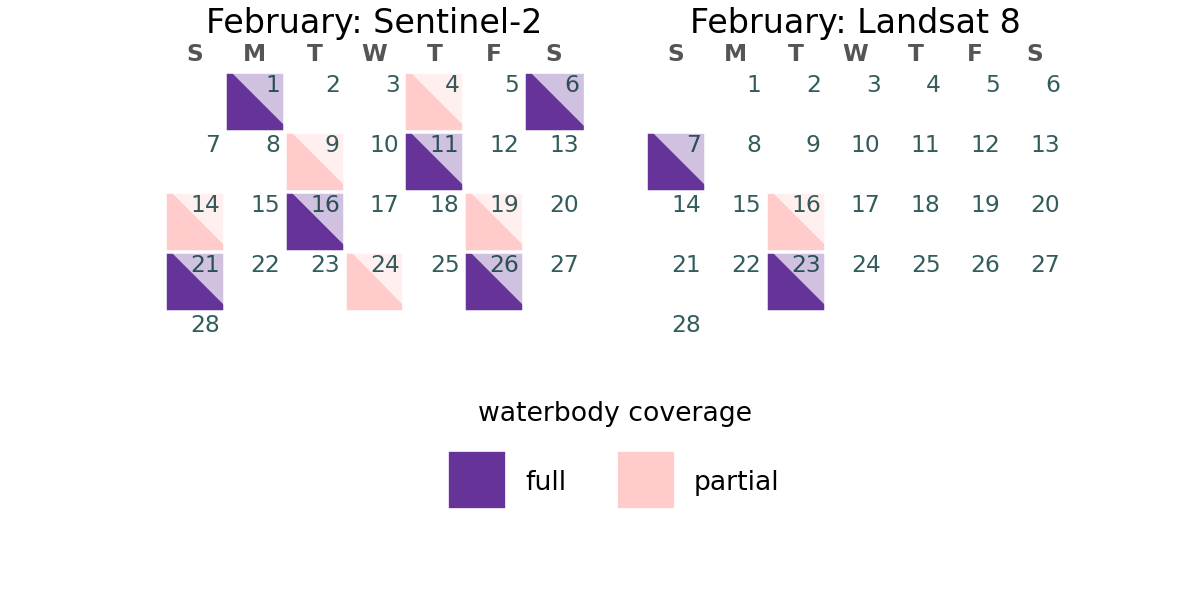 February: Sentinel-2
S M T W T F S
1 2 3 4 5 6
7 8 9 10 11 12 13
14 15 16 17 18 19 20
21 22 23 24 25 26 27
28
February: Landsat 8
S M T W T F S
1 2 3 4 5 6
7 8 9 10 11 12 13
14 15 16 17 18 19 20
21 22 23 24 25 26 27
28
waterbody coverage
full
partial